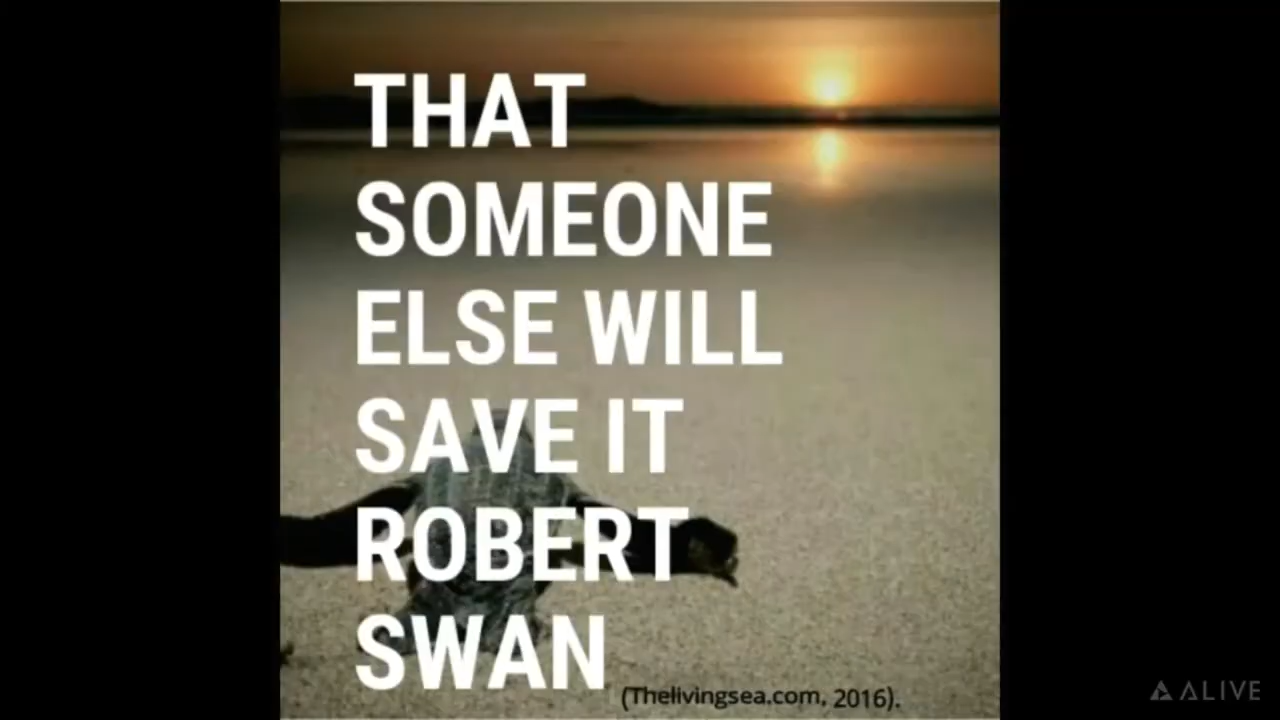 THAT
SOMEONE
ELSE WILL
SAVE IT
ROBERT
SWAN
(Thelivingsea.com, 2016).
ALIVE